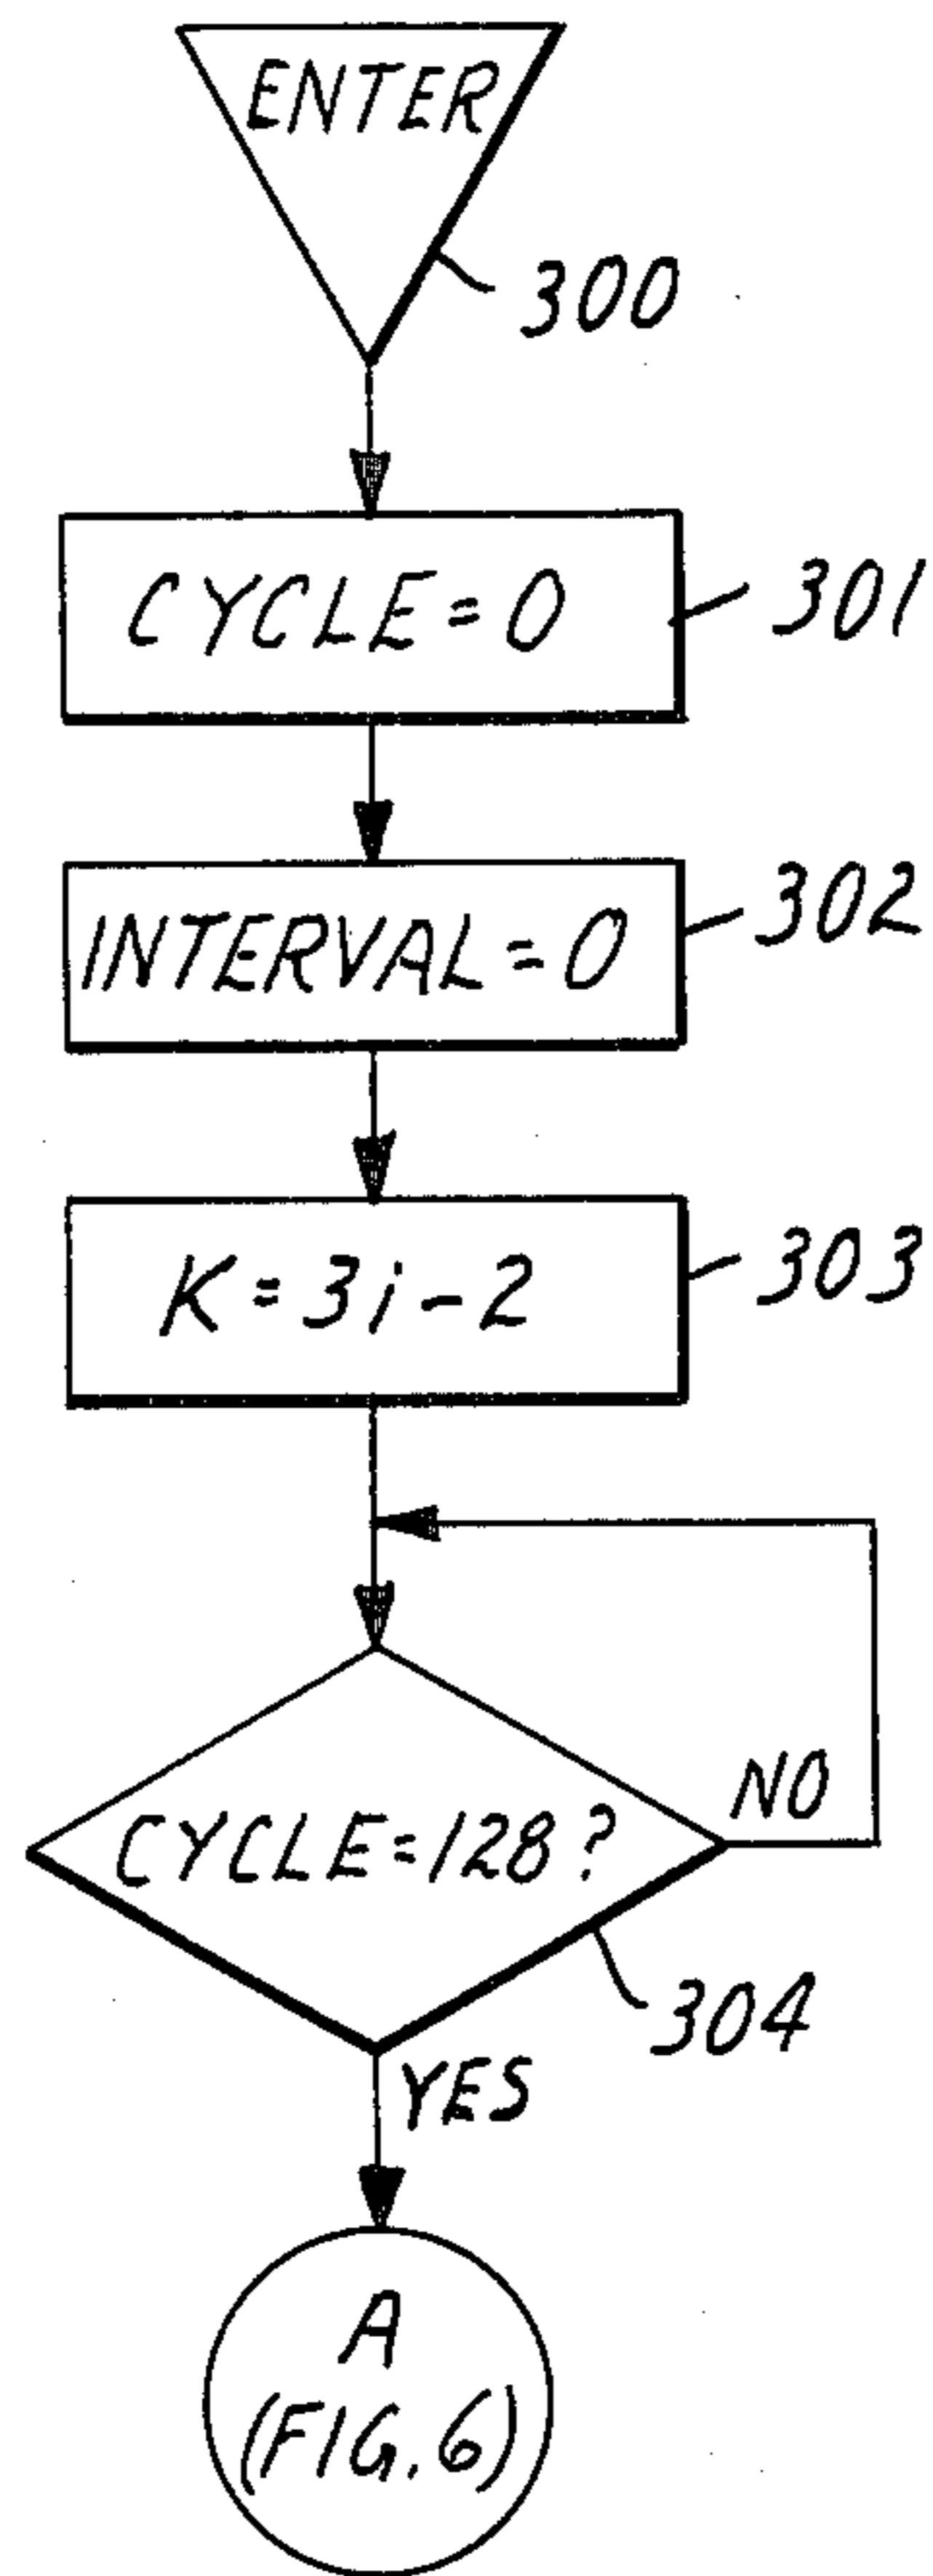 ENTER
300
CYCLE=0
301
INTERVAL=0
302
K=3i-2
303
CYCLE=128?
NO
304
YES
A
(FIG.6)